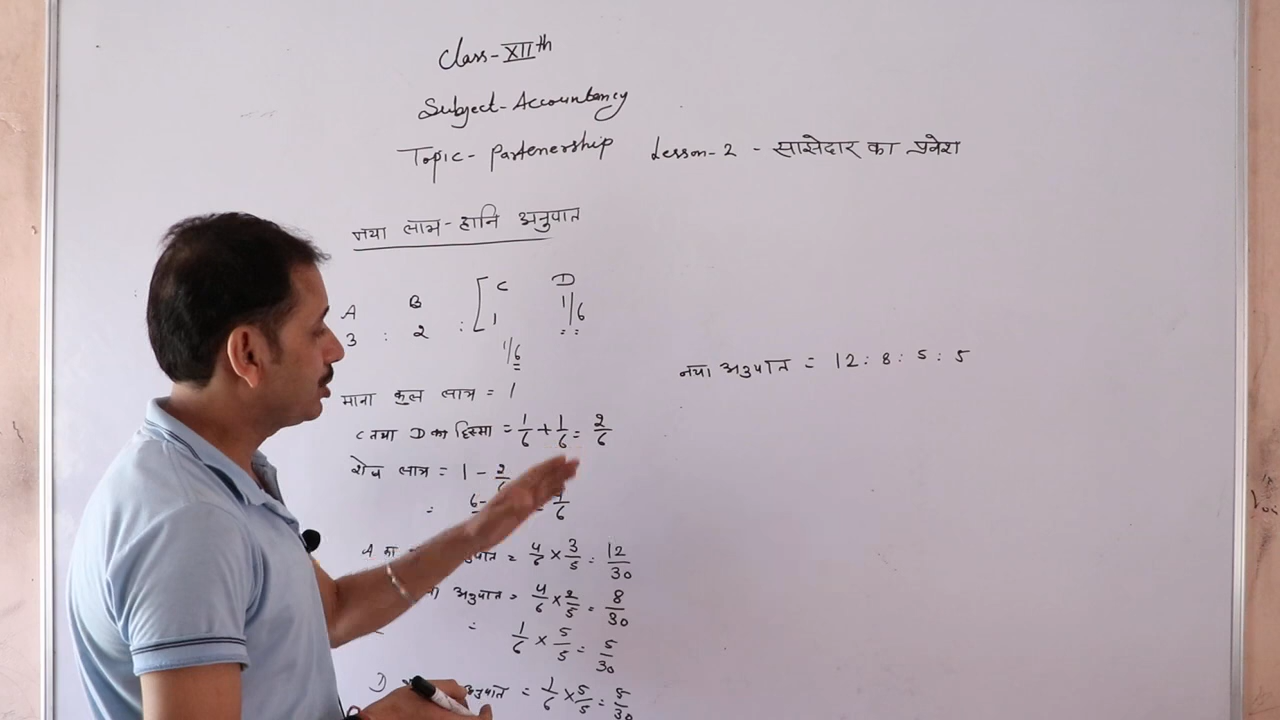 Class-XIIth
Subject-Accountancy
Topic-Partenership Lesson-2 - साझेदार का प्रवेश
नया लाभ-हानि अनुपात
A B [ C D
3 : 2 : [ 1 1/6
1/6
माना कुल लाभ = 1
C तथा D का हिस्सा = 1/6 + 1/6 = 2/6
शेष लाभ = 1 - 2/
= 6- 4/6
A का अनुपात = 4/6 × 3/5 = 12/30
अनुपात = 4/6 × 2/5 = 8/30
= 1/6 × 5/5 = 5/30
D अनुपात = 1/6 × 5/5 = 5/30
नया अनुपात = 12 : 8 : 5 : 5